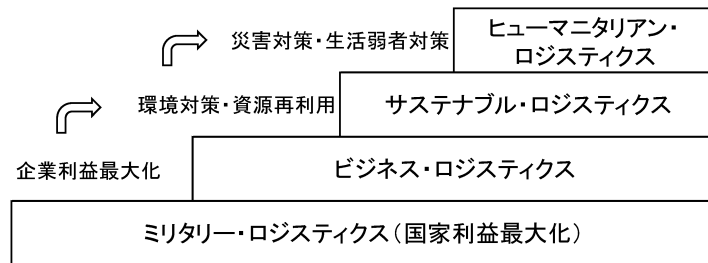 災害対策・生活弱者対策
ヒューマニタリアン・
ロジスティクス
環境対策・資源再利用
サステナブル・ロジスティクス
企業利益最大化
ビジネス・ロジスティクス
ミリタリー・ロジスティクス（国家利益最大化）